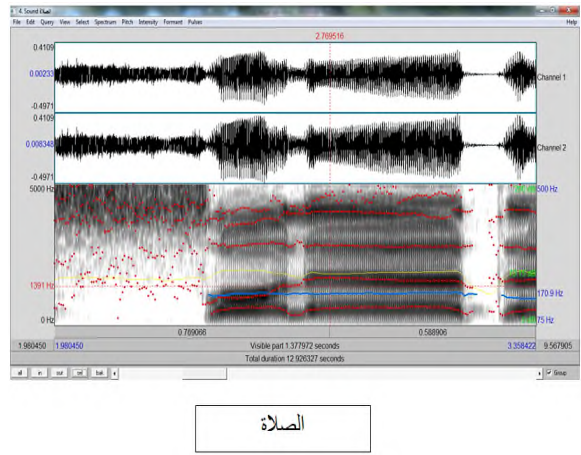 4. Sound الصلاة
File Edit Query View Select Spectrum Pitch Intensity Formant Pulses Help
2.769516
0.4109
0.00233
-0.4971
Channel 1
0.4109
0.008348
-0.4971
Channel 2
5000 Hz
500 Hz
1391 Hz
170.9 Hz
0 Hz
75 Hz
0.789066 0.588906
1.980450 1.980450 Visible part 1.377972 seconds 3.358422 9.567905
Total duration 12.926327 seconds
all in out sel bak Group
الصلاة